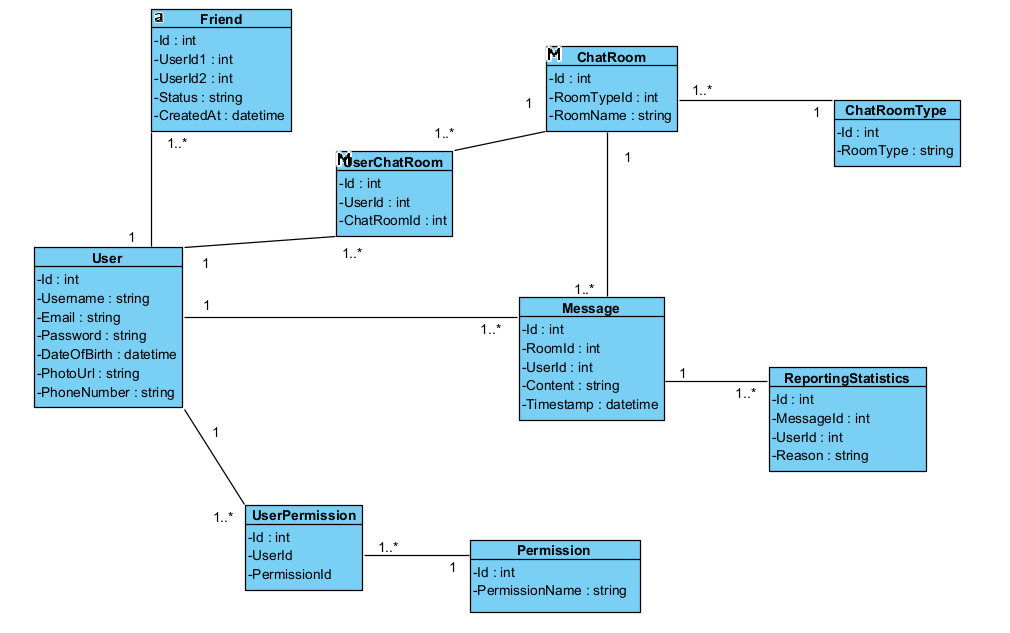 a
Friend
-Id : int
-UserId1 : int
-UserId2 : int
-Status : string
-CreatedAt : datetime
1..*
1
M
ChatRoom
-Id : int
-RoomTypeId : int
-RoomName : string
1
1..*
1
1..*
1
ChatRoomType
-Id : int
-RoomType : string
M
UserChatRoom
-Id : int
-UserId : int
-ChatRoomId : int
1..*
1
User
-Id : int
-Username : string
-Email : string
-Password : string
-DateOfBirth : datetime
-PhotoUrl : string
-PhoneNumber : string
1
1..*
1..*
Message
-Id : int
-RoomId : int
-UserId : int
-Content : string
-Timestamp : datetime
1
1..*
ReportingStatistics
-Id : int
-MessageId : int
-UserId : int
-Reason : string
1
1..*
UserPermission
-Id : int
-UserId
-PermissionId
1..*
1
Permission
-Id : int
-PermissionName : string